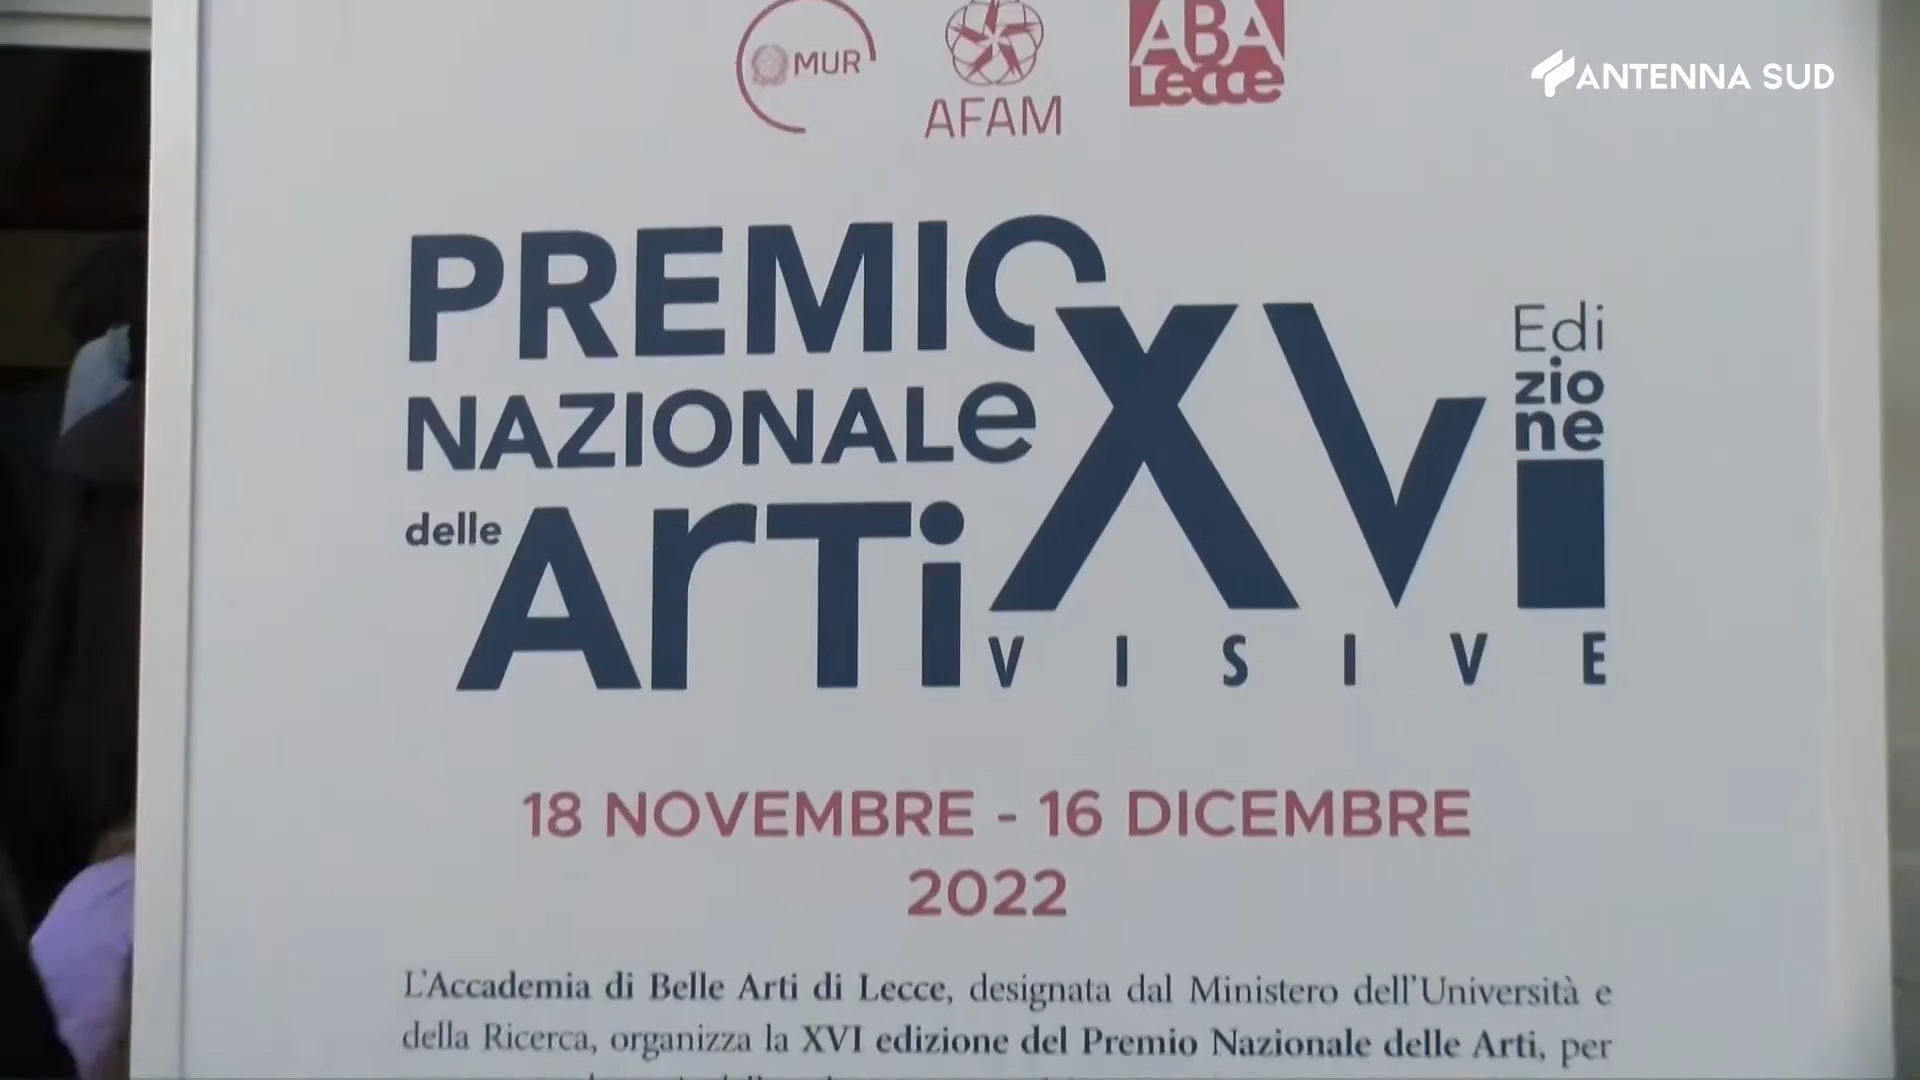 MUR
AFAM
ABA
Lecce
ANTENNA SUD
PREMIO
NAZIONALe
delle ArTi
XVI
Edi
zio
ne
VISIVE
18 NOVEMBRE - 16 DICEMBRE
2022
L'Accademia di Belle Arti di Lecce, designata dal Ministero dell'Università e
della Ricerca, organizza la XVI edizione del Premio Nazionale delle Arti, per